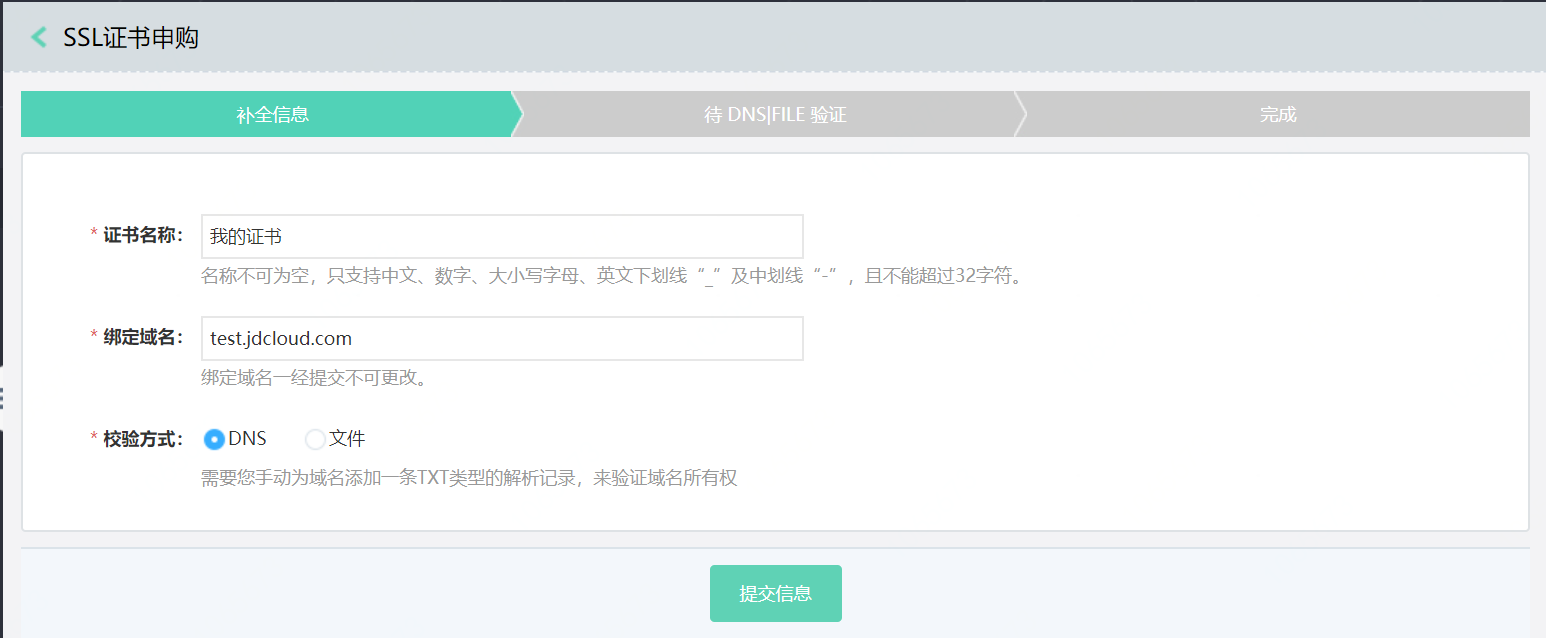 SSL证书申购
补全信息
待 DNS|FILE 验证
完成
* 证书名称：
我的证书
名称不可为空，只支持中文、数字、大小写字母、英文下划线“_”及中划线“-”，且不能超过32字符。
* 绑定域名：
test.jdcloud.com
绑定域名一经提交不可更改。
* 校验方式： DNS 文件
需要您手动为域名添加一条TXT类型的解析记录，来验证域名所有权
提交信息